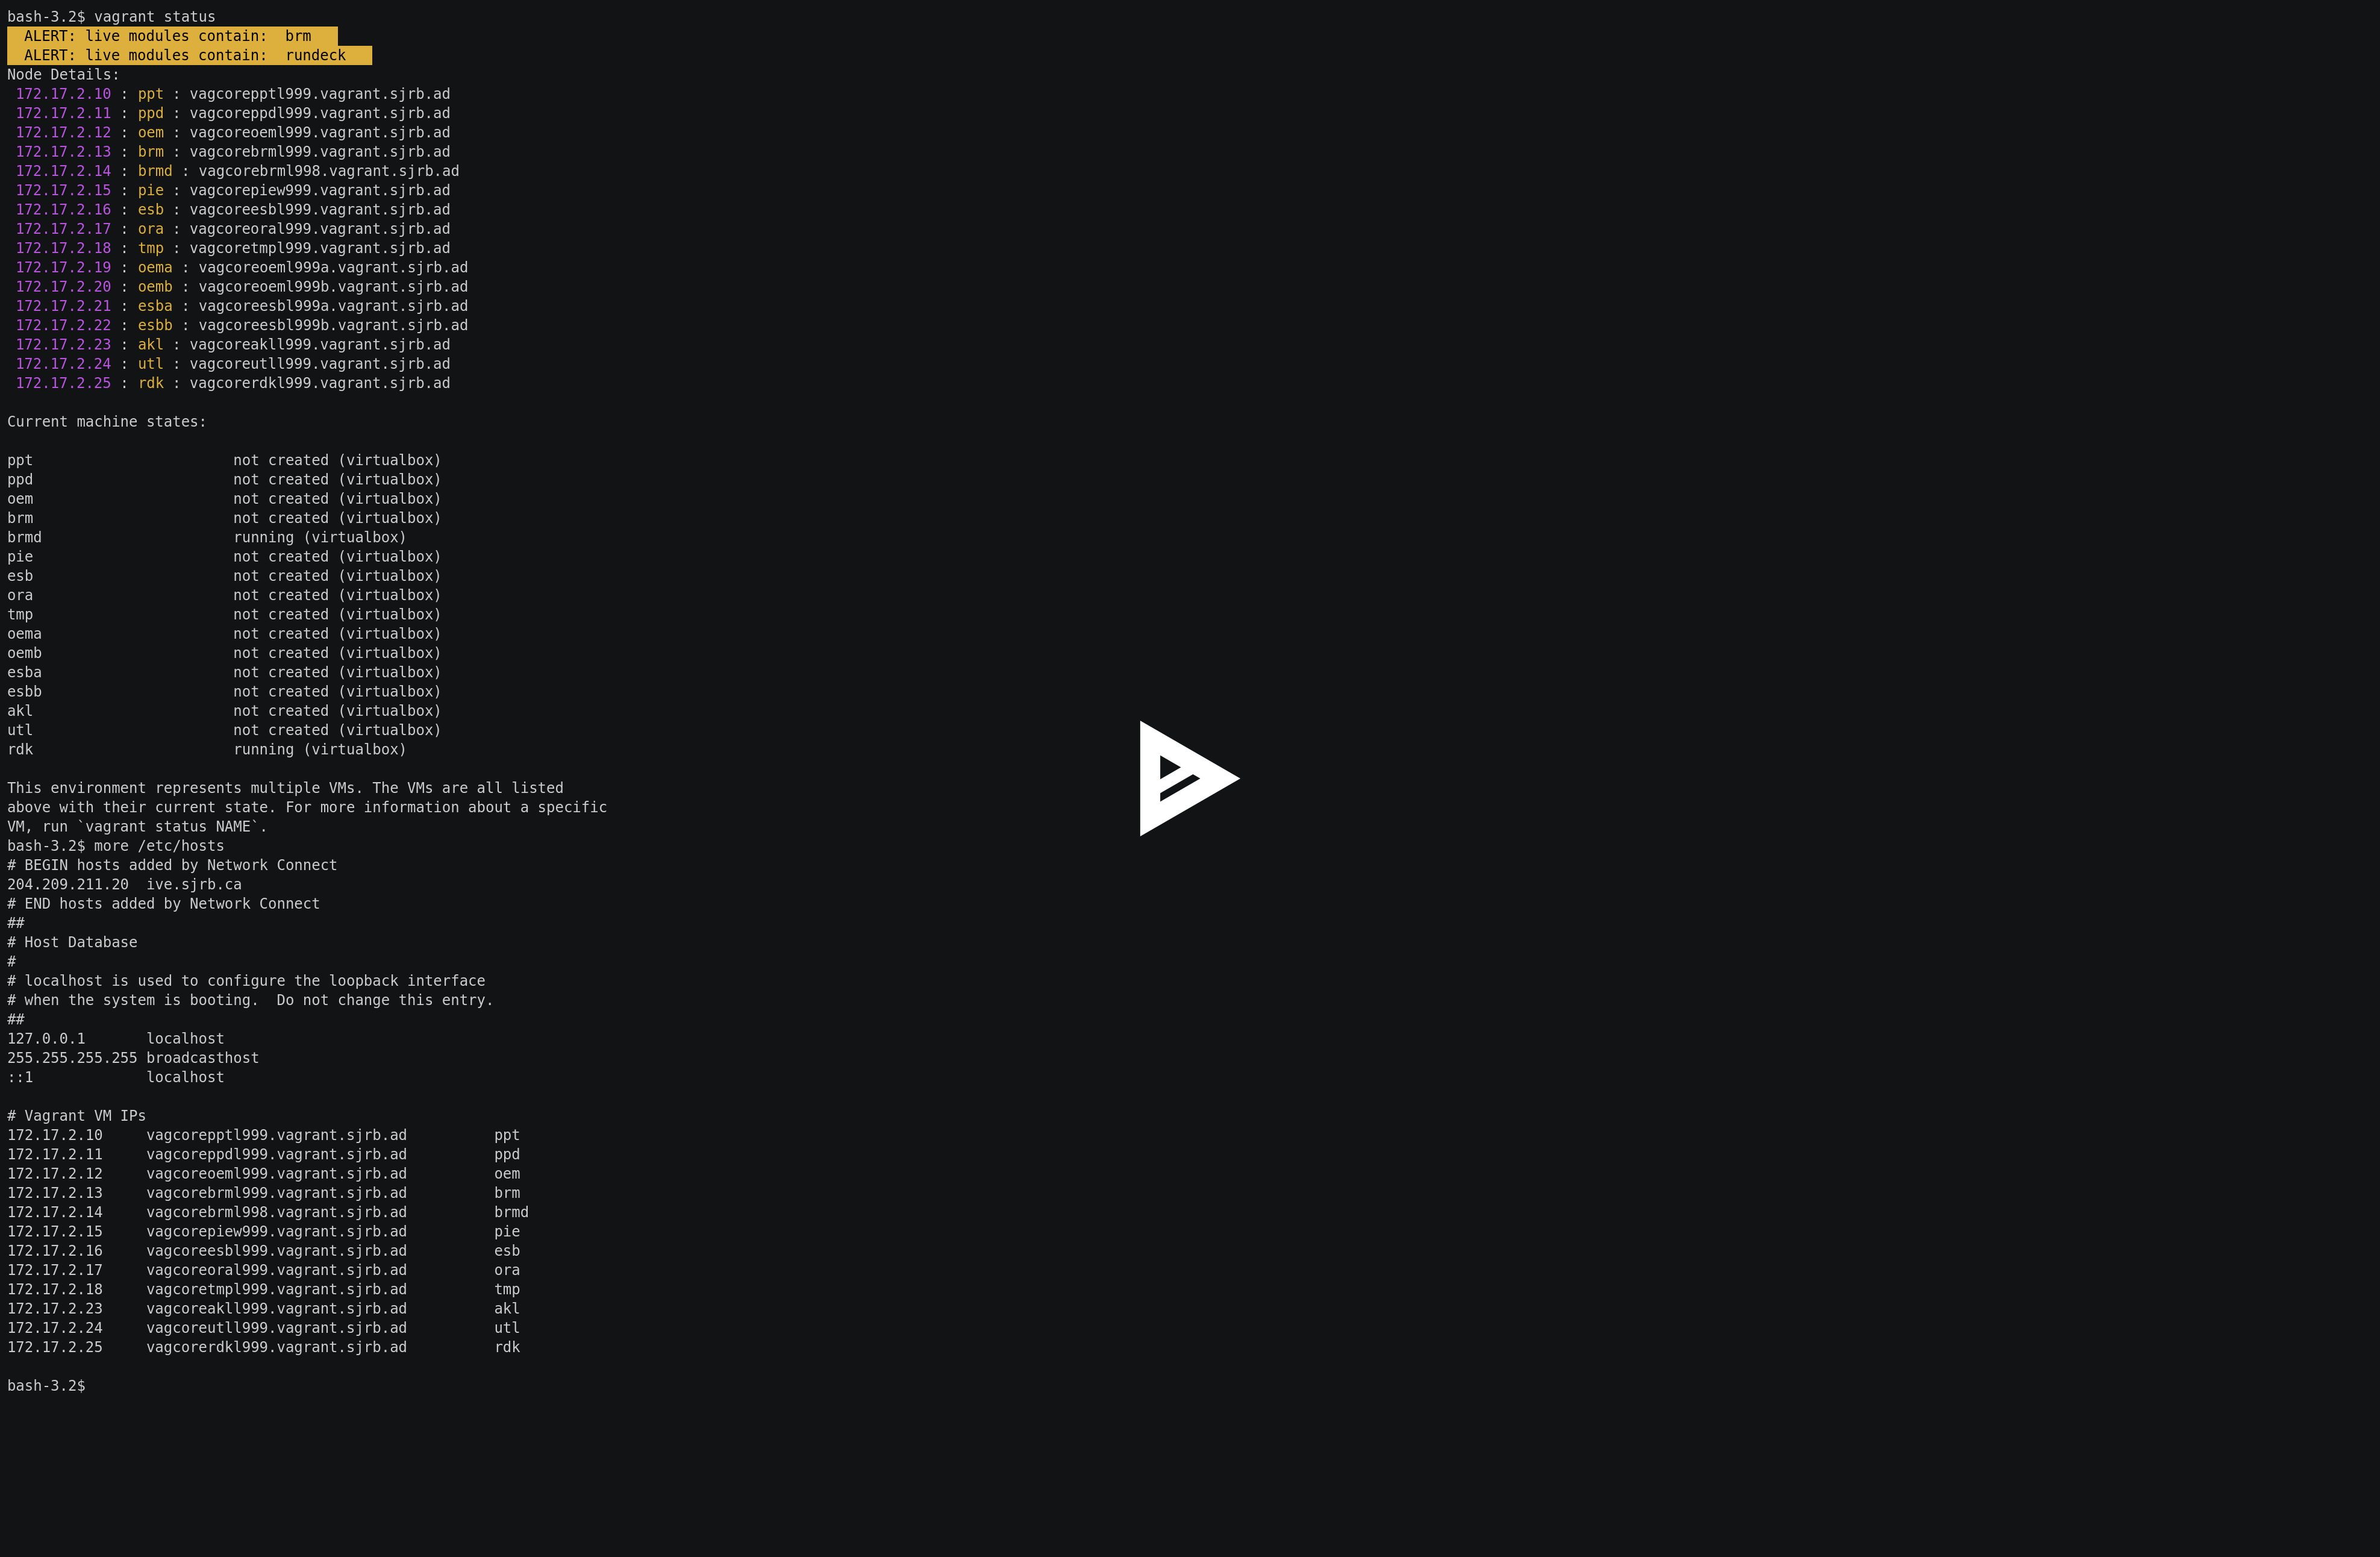 bash-3.2$ vagrant status
ALERT: live modules contain:  brm
ALERT: live modules contain:  rundeck
Node Details:
172.17.2.10 : ppt : vagcorepptl999.vagrant.sjrb.ad
172.17.2.11 : ppd : vagcoreppdl999.vagrant.sjrb.ad
172.17.2.12 : oem : vagcoreoeml999.vagrant.sjrb.ad
172.17.2.13 : brm : vagcorebrml999.vagrant.sjrb.ad
172.17.2.14 : brmd : vagcorebrml998.vagrant.sjrb.ad
172.17.2.15 : pie : vagcorepiew999.vagrant.sjrb.ad
172.17.2.16 : esb : vagcoreesbl999.vagrant.sjrb.ad
172.17.2.17 : ora : vagcoreoral999.vagrant.sjrb.ad
172.17.2.18 : tmp : vagcoretmpl999.vagrant.sjrb.ad
172.17.2.19 : oema : vagcoreoeml999a.vagrant.sjrb.ad
172.17.2.20 : oemb : vagcoreoeml999b.vagrant.sjrb.ad
172.17.2.21 : esba : vagcoreesbl999a.vagrant.sjrb.ad
172.17.2.22 : esbb : vagcoreesbl999b.vagrant.sjrb.ad
172.17.2.23 : akl : vagcoreakll999.vagrant.sjrb.ad
172.17.2.24 : utl : vagcoreutll999.vagrant.sjrb.ad
172.17.2.25 : rdk : vagcorerdkl999.vagrant.sjrb.ad

Current machine states:

ppt                       not created (virtualbox)
ppd                       not created (virtualbox)
oem                       not created (virtualbox)
brm                       not created (virtualbox)
brmd                      running (virtualbox)
pie                       not created (virtualbox)
esb                       not created (virtualbox)
ora                       not created (virtualbox)
tmp                       not created (virtualbox)
oema                      not created (virtualbox)
oemb                      not created (virtualbox)
esba                      not created (virtualbox)
esbb                      not created (virtualbox)
akl                       not created (virtualbox)
utl                       not created (virtualbox)
rdk                       running (virtualbox)

This environment represents multiple VMs. The VMs are all listed
above with their current state. For more information about a specific
VM, run `vagrant status NAME`.
bash-3.2$ more /etc/hosts
# BEGIN hosts added by Network Connect
204.209.211.20  ive.sjrb.ca
# END hosts added by Network Connect
##
# Host Database
#
# localhost is used to configure the loopback interface
# when the system is booting.  Do not change this entry.
##
127.0.0.1       localhost
255.255.255.255 broadcasthost
::1             localhost

# Vagrant VM IPs
172.17.2.10     vagcorepptl999.vagrant.sjrb.ad          ppt
172.17.2.11     vagcoreppdl999.vagrant.sjrb.ad          ppd
172.17.2.12     vagcoreoeml999.vagrant.sjrb.ad          oem
172.17.2.13     vagcorebrml999.vagrant.sjrb.ad          brm
172.17.2.14     vagcorebrml998.vagrant.sjrb.ad          brmd
172.17.2.15     vagcorepiew999.vagrant.sjrb.ad          pie
172.17.2.16     vagcoreesbl999.vagrant.sjrb.ad          esb
172.17.2.17     vagcoreoral999.vagrant.sjrb.ad          ora
172.17.2.18     vagcoretmpl999.vagrant.sjrb.ad          tmp
172.17.2.23     vagcoreakll999.vagrant.sjrb.ad          akl
172.17.2.24     vagcoreutll999.vagrant.sjrb.ad          utl
172.17.2.25     vagcorerdkl999.vagrant.sjrb.ad          rdk

bash-3.2$